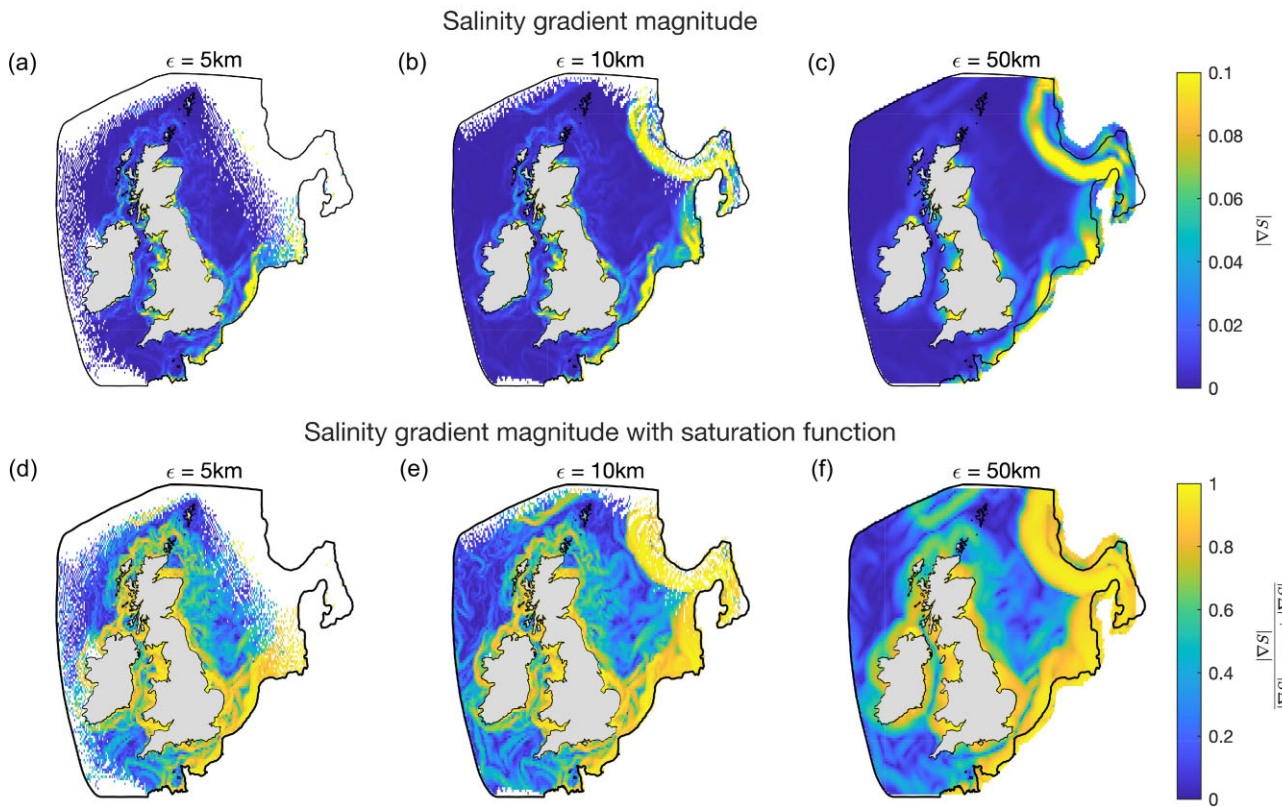 Salinity gradient magnitude
(a) ϵ = 5km (b) ϵ = 10km (c) ϵ = 50km
0.1
0.08
0.06
0.04
0.02
0
|∇S|
Salinity gradient magnitude with saturation function
(d) ϵ = 5km (e) ϵ = 10km (f) ϵ = 50km
1
0.8
0.6
0.4
0.2
0
|∇S|